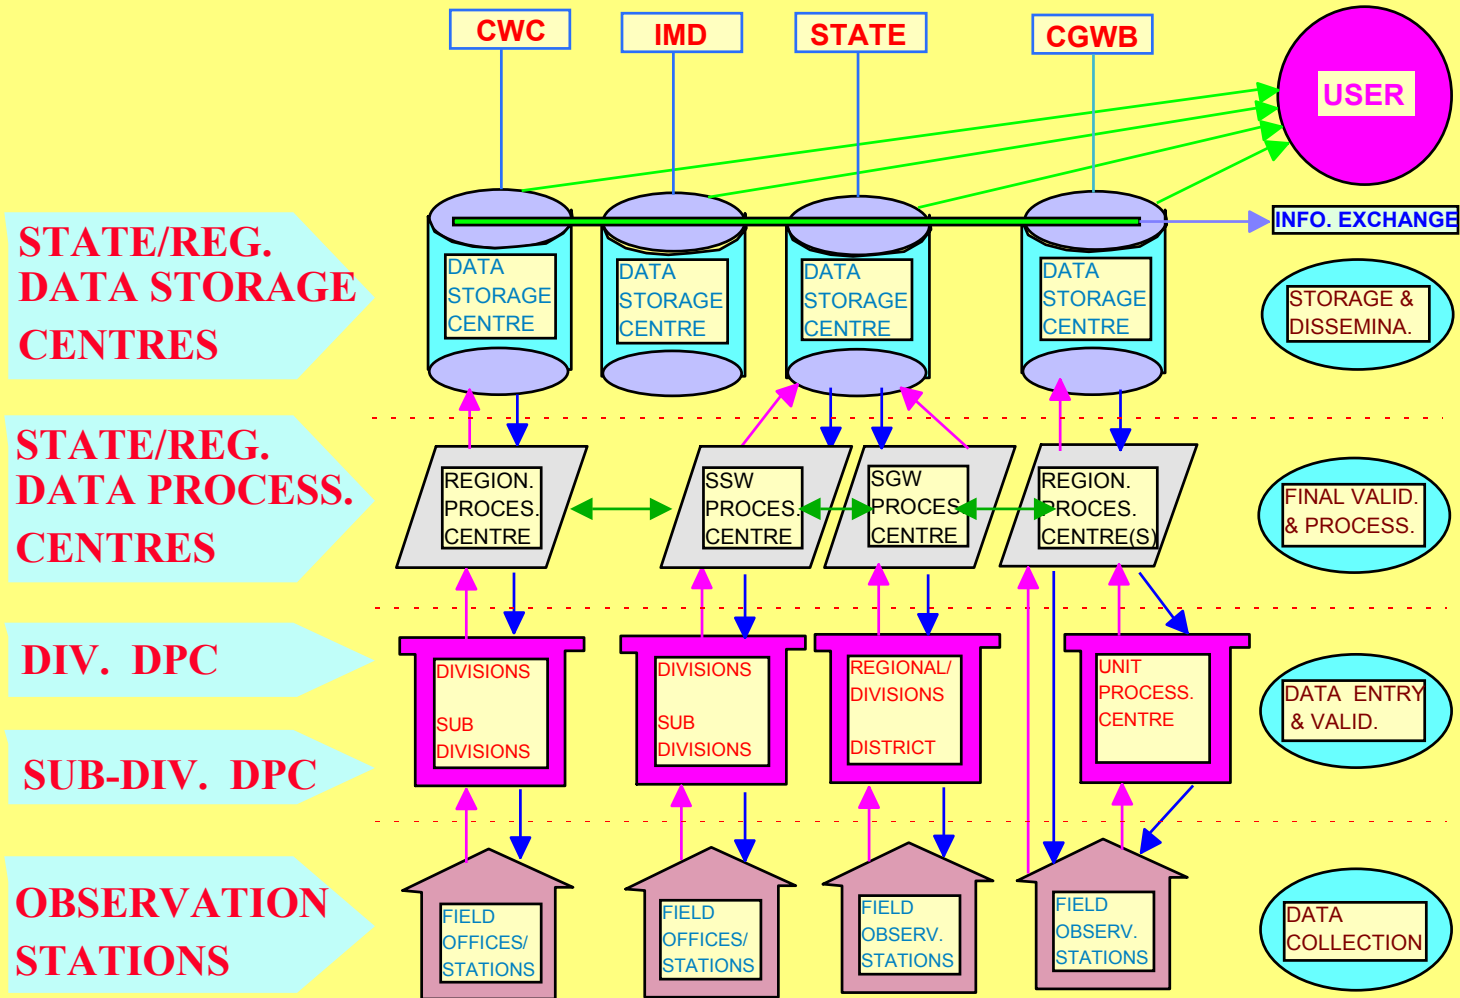 CWC
IMD
STATE
CGWB
USER
INFO. EXCHANGE
STATE/REG.
DATA STORAGE
CENTRES
DATA
STORAGE
CENTRE
DATA
STORAGE
CENTRE
DATA
STORAGE
CENTRE
DATA
STORAGE
CENTRE
STORAGE &
DISSEMINA.
STATE/REG.
DATA PROCESS.
CENTRES
REGION.
PROCES.
CENTRE
SSW
PROCES.
CENTRE
SGW
PROCES
CENTRE
REGION.
PROCES.
CENTRE(S)
FINAL VALID.
& PROCESS.
DIV. DPC
SUB-DIV. DPC
DIVISIONS
SUB
DIVISIONS
DIVISIONS
SUB
DIVISIONS
REGIONAL/
DIVISIONS
DISTRICT
UNIT
PROCESS.
CENTRE
DATA ENTRY
& VALID.
OBSERVATION
STATIONS
FIELD
OFFICES/
STATIONS
FIELD
OFFICES/
STATIONS
FIELD
OBSERV.
STATIONS
FIELD
OBSERV.
STATIONS
DATA
COLLECTION